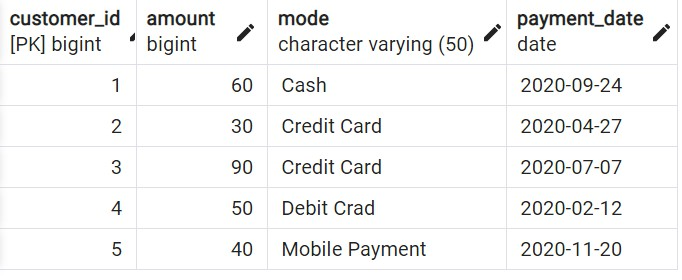 customer_id amount mode payment_date
[PK] bigint bigint character varying (50) date
1 60 Cash 2020-09-24
2 30 Credit Card 2020-04-27
3 90 Credit Card 2020-07-07
4 50 Debit Crad 2020-02-12
5 40 Mobile Payment 2020-11-20